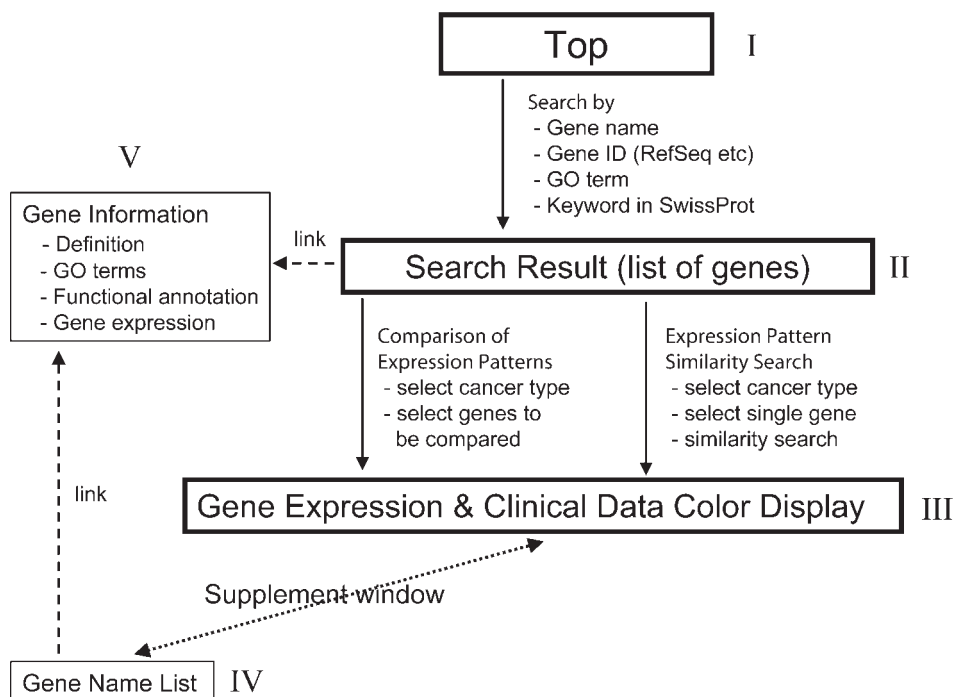 Top
I
Search by
- Gene name
- Gene ID (RefSeq etc)
- GO term
- Keyword in SwissProt
V
Gene Information
- Definition
- GO terms
- Functional annotation
- Gene expression
link
Search Result (list of genes)
II
Comparison of
Expression Patterns
- select cancer type
- select genes to
be compared
Expression Pattern
Similarity Search
- select cancer type
- select single gene
- similarity search
link
Gene Expression & Clinical Data Color Display
III
Supplement window
Gene Name List
IV